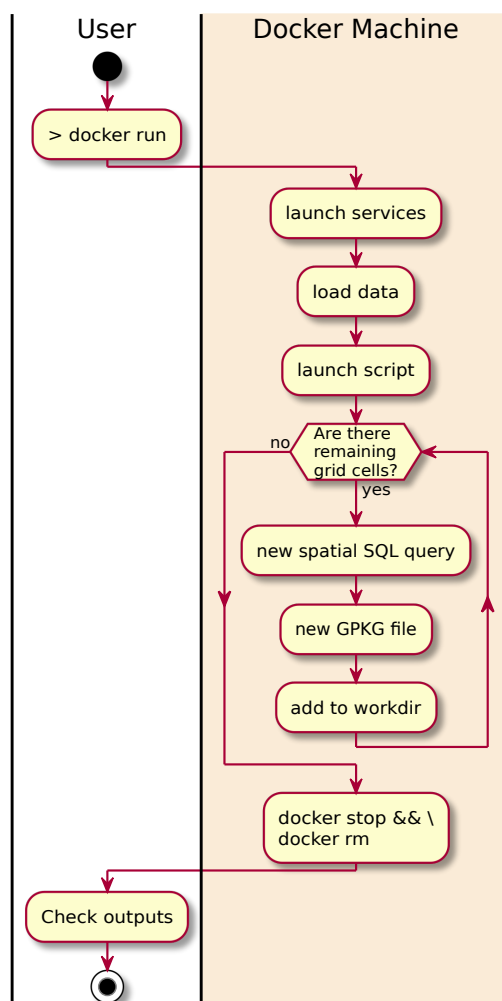 User
Docker Machine
> docker run
launch services
load data
launch script
no
Are there
remaining
grid cells?
yes
new spatial SQL query
new GPKG file
add to workdir
docker stop && \
docker rm
Check outputs